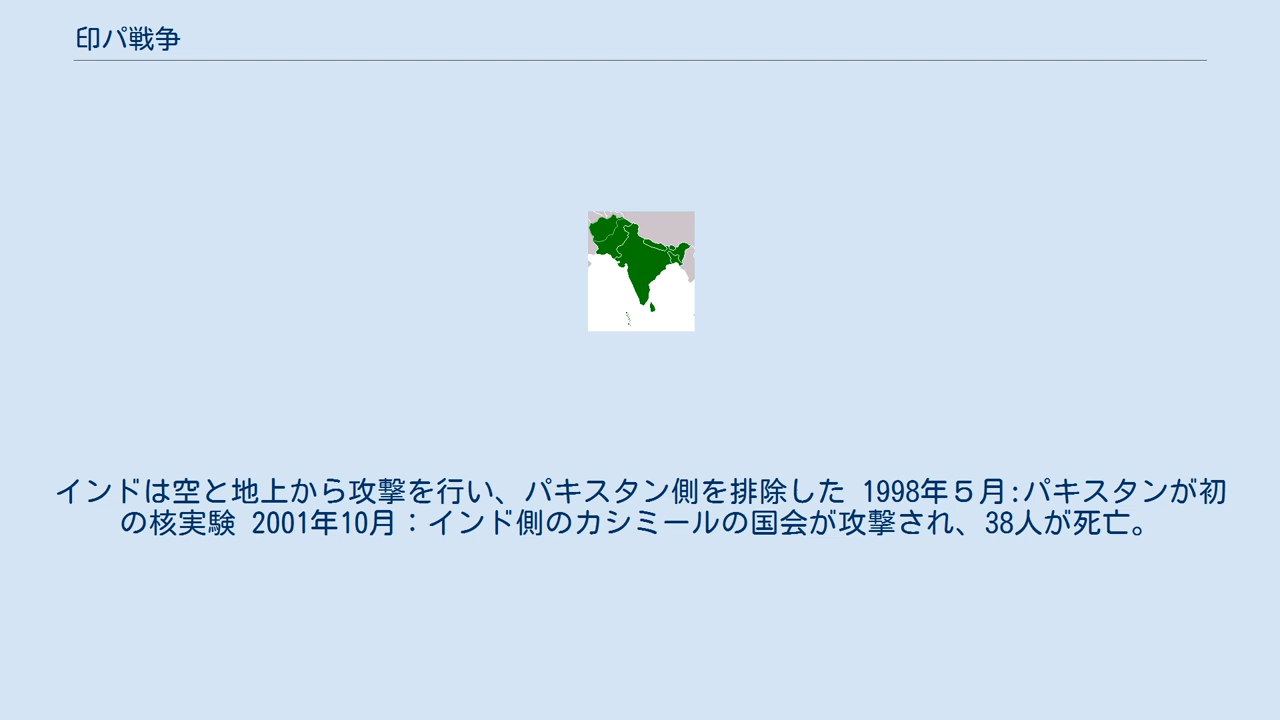 印パ戦争
インドは空と地上から攻撃を行い、パキスタン側を排除した 1998年５月:パキスタンが初
の核実験 2001年10月：インド側のカシミールの国会が攻撃され、38人が死亡。